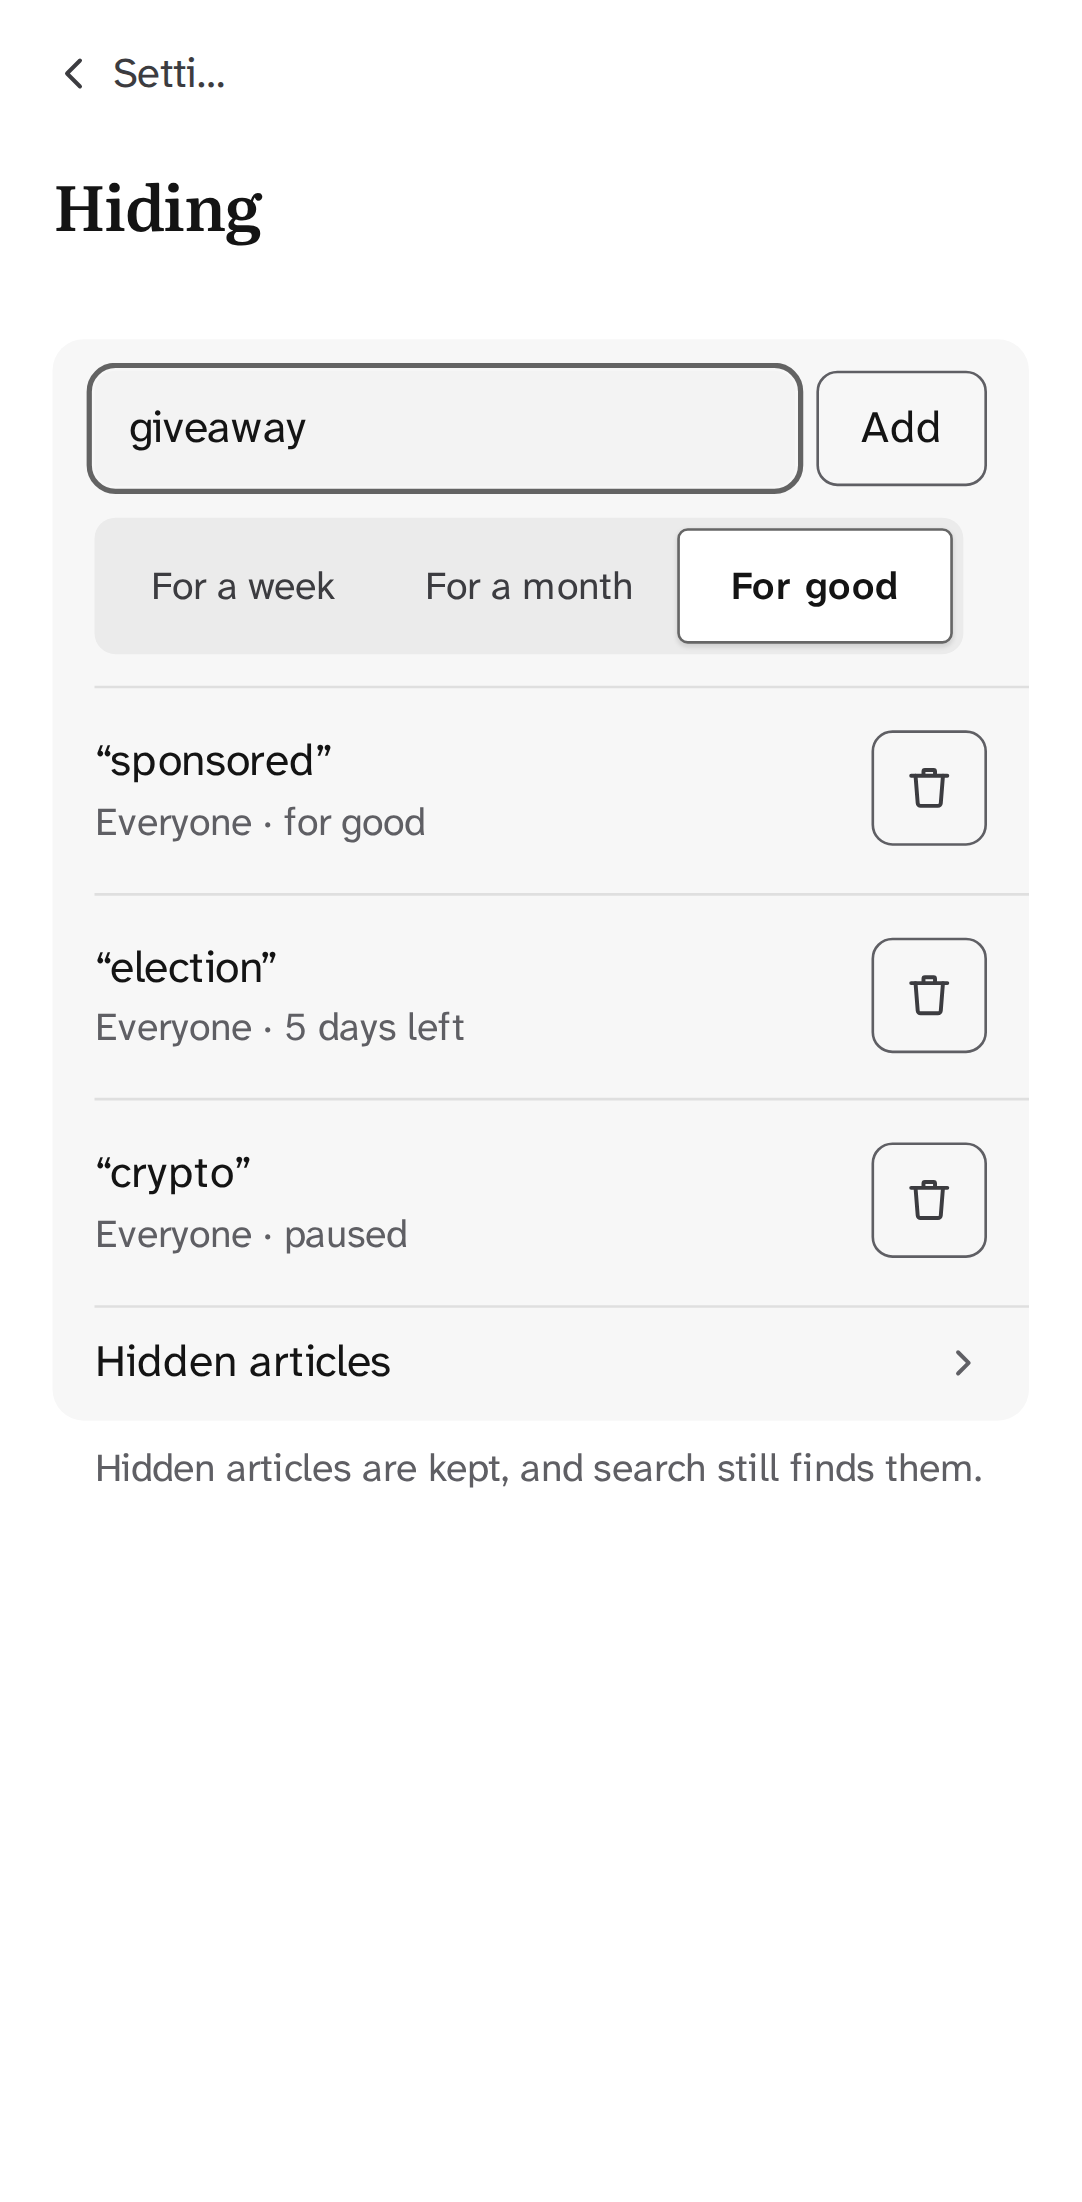 Setti...
Hiding
giveaway
Add
For a week
For a month
For good
“sponsored”
Everyone · for good
“election”
Everyone · 5 days left
“crypto”
Everyone · paused
Hidden articles
Hidden articles are kept, and search still finds them.